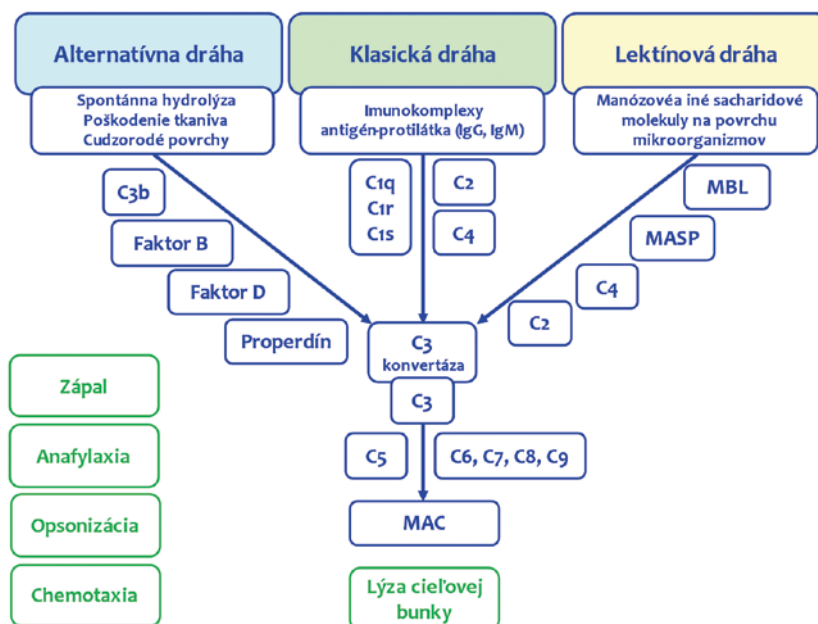 Alternatívna dráha
Spontánna hydrolýza
Poškodenie tkaniva
Cudzorodé povrchy
Klasická dráha
Imunokomplexy
antigén-protilátka (IgG, IgM)
Lektínová dráha
Manózovéa iné sacharidové
molekuly na povrchu
mikroorganizmov
C3b
Faktor B
Faktor D
Properdín
C1q
C1r
C1s
C2
C4
MBL
MASP
C4
C2
C3
konvertáza
C3
C5
C6, C7, C8, C9
MAC
Lýza cieľovej
bunky
Zápal
Anafylaxia
Opsonizácia
Chemotaxia